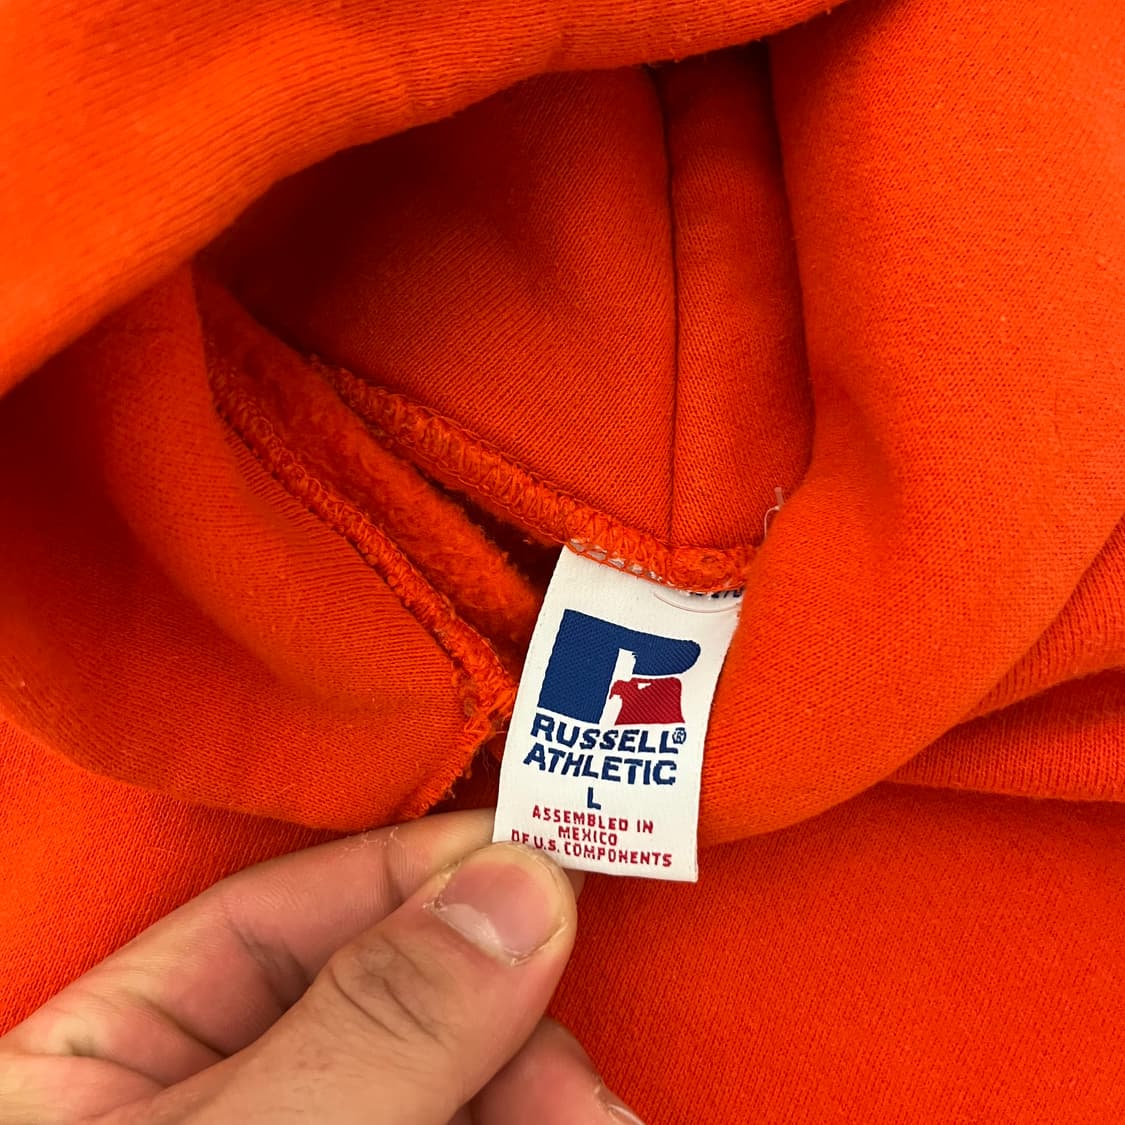 RUSSELL®
ATHLETIC
L
ASSEMBLED IN
MEXICO
OF U.S. COMPONENTS